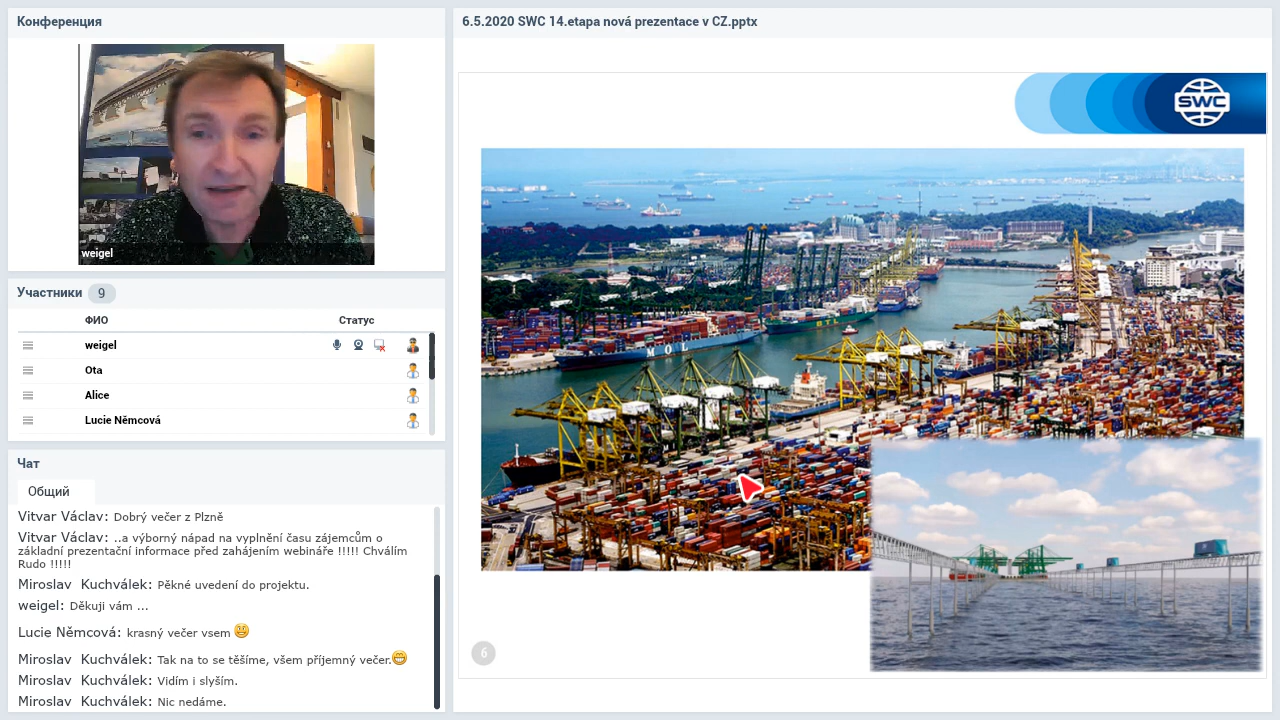 Конференция
weigel
Участники 9
ФИО Статус
weigel
Ota
Alice
Lucie Němcová
Чат
Общий
Vitvar Václav: Dobrý večer z Plzně
Vitvar Václav: ..a výborný nápad na vyplnění času zájemcům o
základní prezentační informace před zahájením webináře !!!!! Chválím
Rudo !!!!!
Miroslav Kuchválek: Pěkné uvedení do projektu.
weigel: Děkuji vám ...
Lucie Němcová: krasný večer vsem
Miroslav Kuchválek: Tak na to se těšíme, všem příjemný večer.
Miroslav Kuchválek: Vidím i slyším.
Miroslav Kuchválek: Nic nedáme.
6.5.2020 SWC 14.etapa nová prezentace v CZ.pptx
SWC
MOL
6